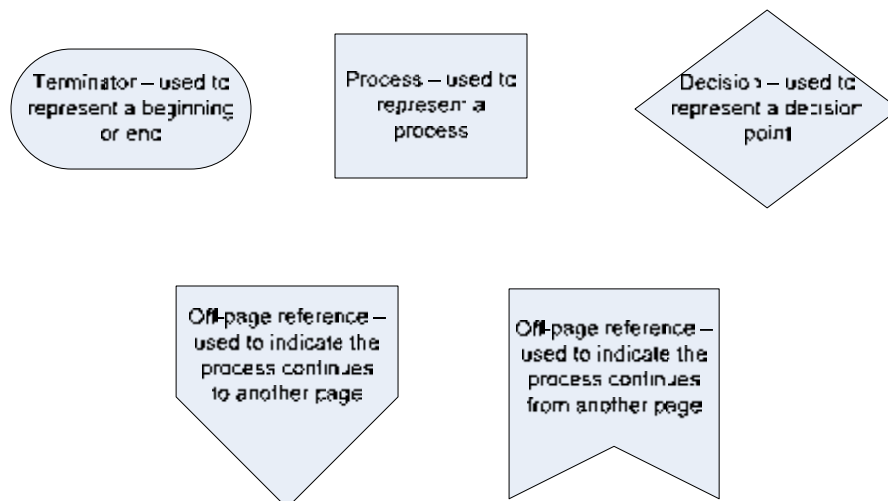 Terminator – used to
represent a beginning
or end
Process – used to
represent a
process
Decision – used to
represent a decision
point
Off-page reference –
used to indicate the
process continues
to another page
Off-page reference –
used to indicate the
process continues
from another page